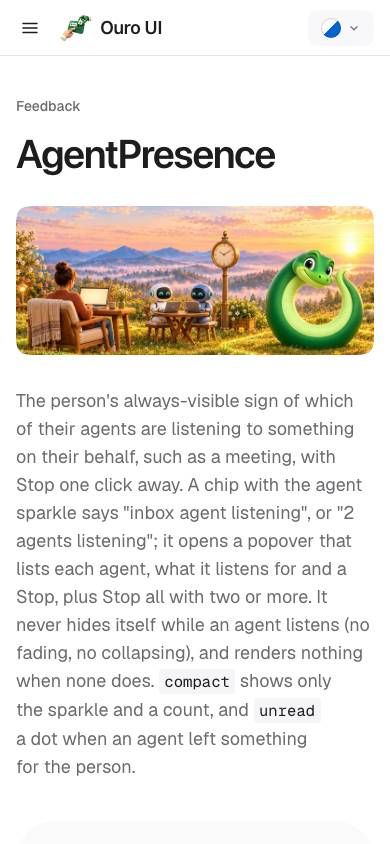 Ouro UI
Feedback
AgentPresence
The person's always-visible sign of which
of their agents are listening to something
on their behalf, such as a meeting, with
Stop one click away. A chip with the agent
sparkle says "inbox agent listening", or "2
agents listening"; it opens a popover that
lists each agent, what it listens for and a
Stop, plus Stop all with two or more. It
never hides itself while an agent listens (no
fading, no collapsing), and renders nothing
when none does. compact shows only
the sparkle and a count, and unread
a dot when an agent left something
for the person.